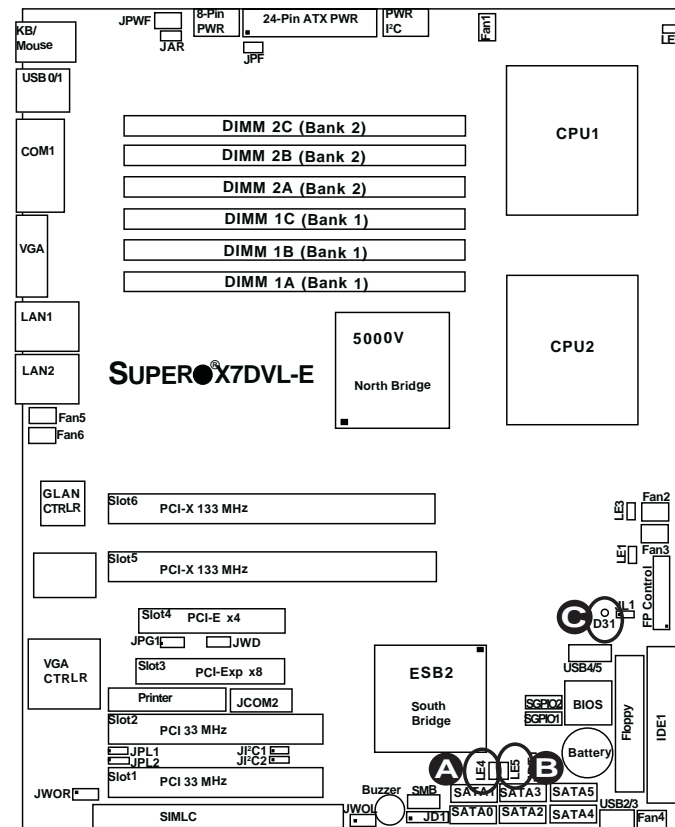 JPWF
8-Pin
PWR
24-Pin ATX PWR
PWR
I²C
Fan1
LE
KB/
Mouse
JAR
JPF
USB 0/1
CPU1
COM1
DIMM 2C (Bank 2)
DIMM 2B (Bank 2)
DIMM 2A (Bank 2)
DIMM 1C (Bank 1)
DIMM 1B (Bank 1)
DIMM 1A (Bank 1)
VGA
LAN1
LAN2
5000V
North Bridge
CPU2
SUPER●®X7DVL-E
Fan5
Fan6
GLAN
CTRLR
Slot6
PCI-X 133 MHz
Slot5
PCI-X 133 MHz
LE3
Fan2
LE1
Fan3
FP Control
JL1
C
D31
Slot4
PCI-E x4
JPG1
JWD
USB4/5
VGA
CTRLR
Slot3
PCI-Exp x8
ESB2
South
Bridge
Printer
JCOM2
SGPIO2
SGPIO1
BIOS
Floppy
IDE1
Slot2
PCI 33 MHz
JPL1
JPL2
JI²C1
JI²C2
Battery
A
LE4
LE5
B
Slot1
PCI 33 MHz
JWOR
Buzzer
SMB
SATA1
SATA3
SATA5
JWOL
JD1
SATA0
SATA2
SATA4
USB2/3
Fan4
SIMLC